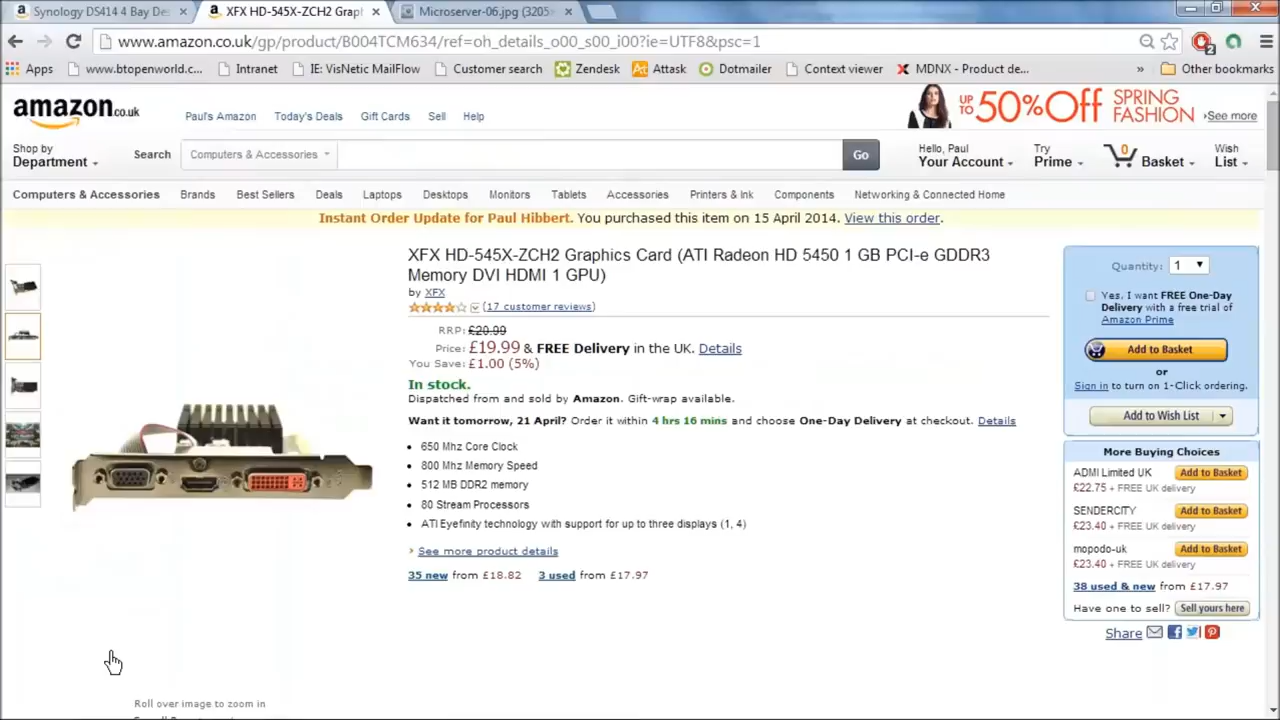 Synology DS414 4 Bay De
XFX HD-545X-ZCH2 Grap
Microserver-06.jpg (3205
www.amazon.co.uk/gp/product/B004TCM634/ref=oh_details_o00_s00_i00?ie=UTF8&psc=1
2
Apps www.btopenworld.c... Intranet IE: VisNetic MailFlow Customer search Zendesk At Attask Dotmailer Context viewer MDNX - Product de... » Other bookmarks
amazon.co.uk
Paul's Amazon Today's Deals Gift Cards Sell Help
UP TO 50% Off SPRING FASHION ›See more
Shop by Department
Search Computers & Accessories Go
Hello, Paul Your Account
Try Prime
0 Basket
Wish List
Computers & Accessories Brands Best Sellers Deals Laptops Desktops Monitors Tablets Accessories Printers & Ink Components Networking & Connected Home
Instant Order Update for Paul Hibbert. You purchased this item on 15 April 2014. View this order.
XFX HD-545X-ZCH2 Graphics Card (ATI Radeon HD 5450 1 GB PCI-e GDDR3
Memory DVI HDMI 1 GPU)
by XFX
(17 customer reviews)
RRP: £20.99
Price: £19.99 & FREE Delivery in the UK. Details
You Save: £1.00 (5%)
In stock.
Dispatched from and sold by Amazon. Gift-wrap available.
Want it tomorrow, 21 April? Order it within 4 hrs 16 mins and choose One-Day Delivery at checkout. Details
650 Mhz Core Clock
800 Mhz Memory Speed
512 MB DDR2 memory
80 Stream Processors
ATI Eyefinity technology with support for up to three displays (1, 4)
› See more product details
35 new from £18.82 3 used from £17.97
Roll over image to zoom in
Quantity: 1
Yes, I want FREE One-Day
Delivery with a free trial of
Amazon Prime
Add to Basket
or
Sign in to turn on 1-Click ordering.
Add to Wish List
More Buying Choices
ADMI Limited UK Add to Basket
£22.75 + FREE UK delivery
SENDERCITY Add to Basket
£23.40 + FREE UK delivery
mopodo-uk Add to Basket
£23.40 + FREE UK delivery
38 used & new from £17.97
Have one to sell? Sell yours here
Share